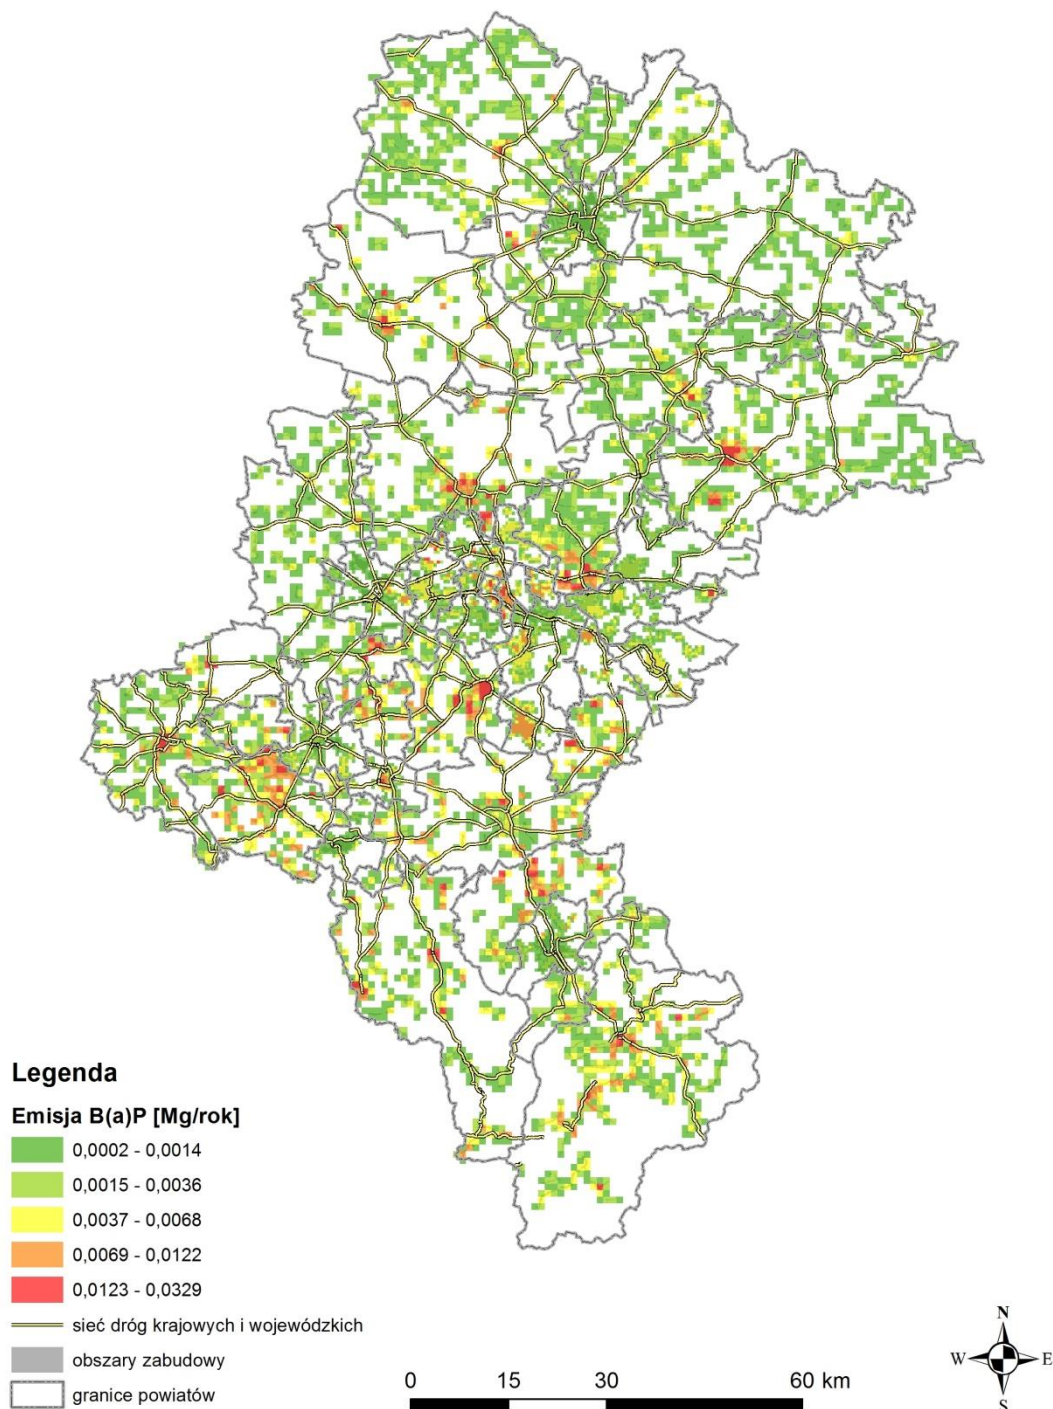 Legenda
Emisja B(a)P [Mg/rok]
0,0002 - 0,0014
0,0015 - 0,0036
0,0037 - 0,0068
0,0069 - 0,0122
0,0123 - 0,0329
sieć dróg krajowych i wojewódzkich
obszary zabudowy
granice powiatów
0 15 30 60 km
N
W E
S